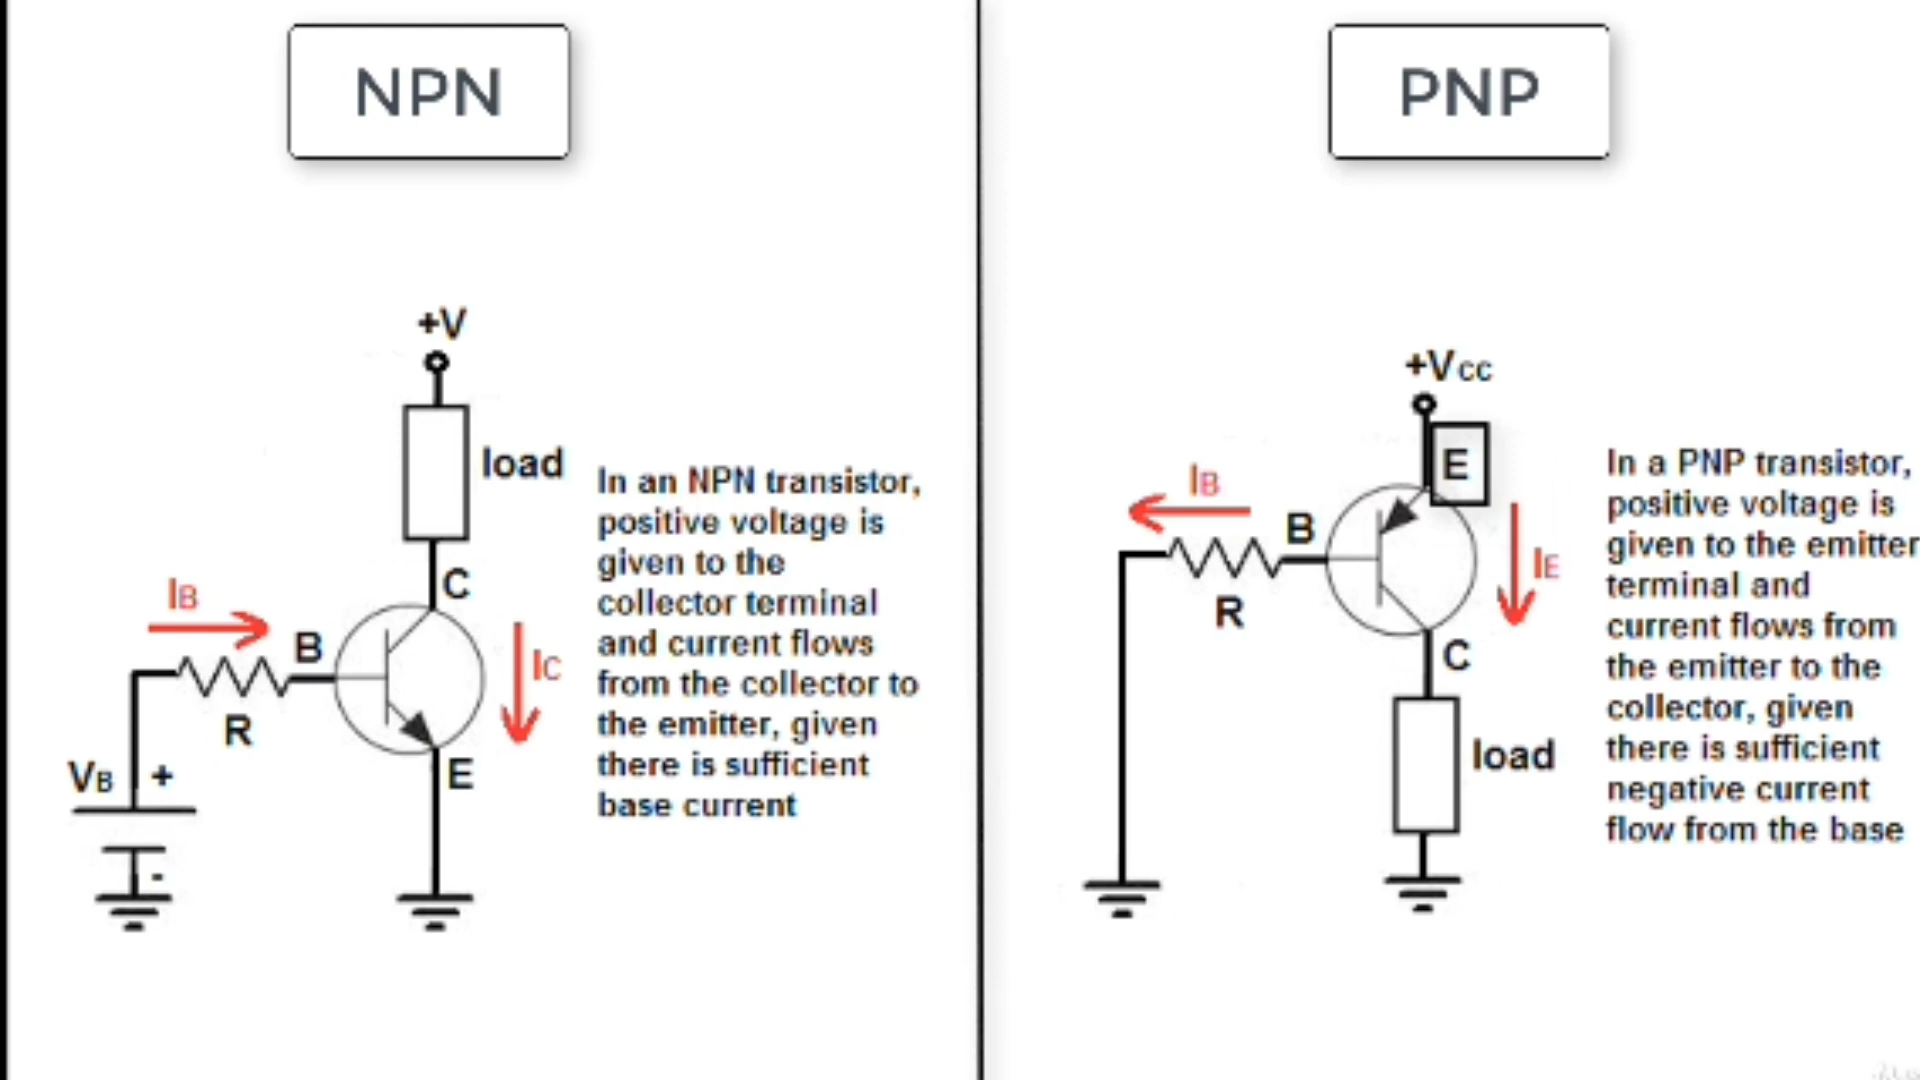 NPN
+V
load
C
IB
B
IC
R
VB +
E
-
In an NPN transistor,
positive voltage is
given to the
collector terminal
and current flows
from the collector to
the emitter, given
there is sufficient
base current
PNP
+Vcc
E
IB
B
IE
R
C
load
In a PNP transistor,
positive voltage is
given to the emitter
terminal and
current flows from
the emitter to the
collector, given
there is sufficient
negative current
flow from the base